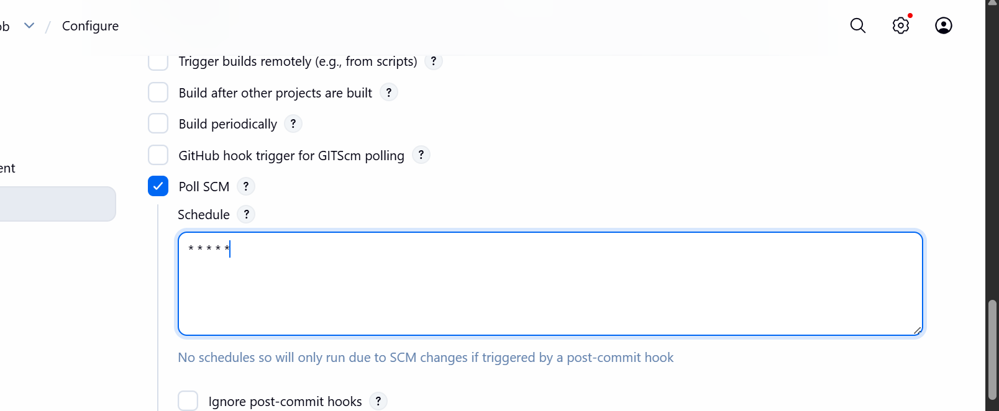 ob / Configure
Trigger builds remotely (e.g., from scripts) ?
Build after other projects are built ?
Build periodically ?
GitHub hook trigger for GITScm polling ?
ent
Poll SCM ?
Schedule ?
* * * * *
No schedules so will only run due to SCM changes if triggered by a post-commit hook
Ignore post-commit hooks ?